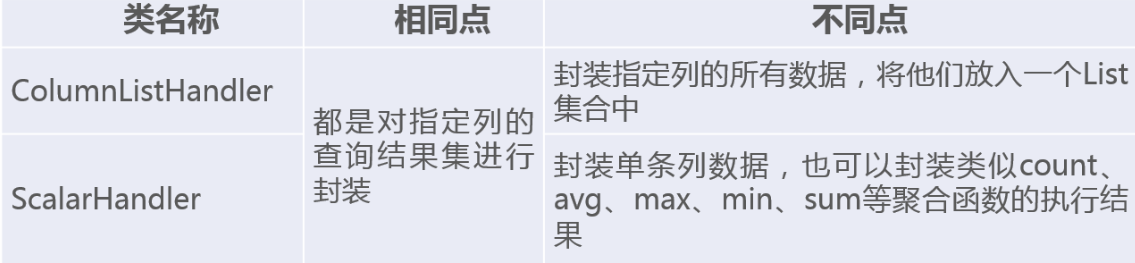 类名称 相同点 不同点
ColumnListHandler
都是对指定列的
查询结果集进行
封装
封装指定列的所有数据，将他们放入一个List
集合中
ScalarHandler
封装单条列数据，也可以封装类似count、
avg、max、min、sum等聚合函数的执行结
果